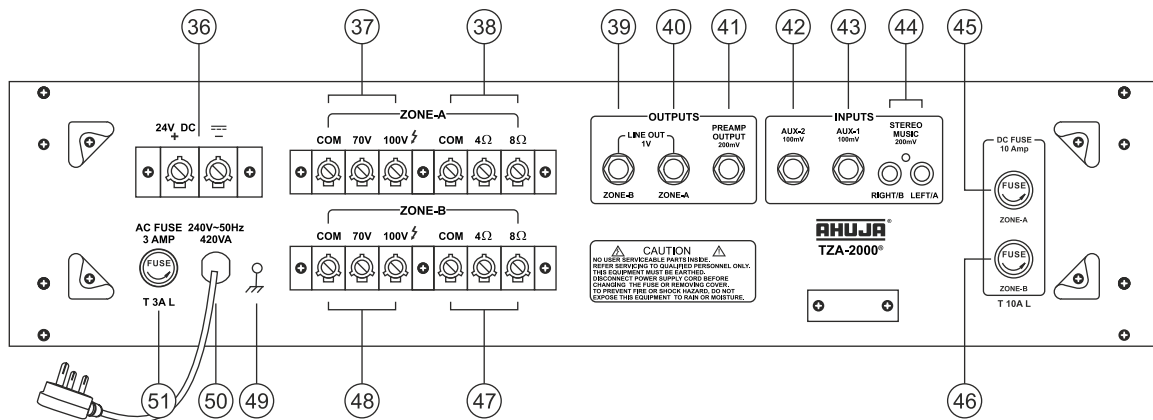 36 37 38 39 40 41 42 43 44 45
24V DC
+ −
ZONE-A
COM 70V 100V COM 4Ω 8Ω
ZONE-B
COM 70V 100V COM 4Ω 8Ω
AC FUSE
3 AMP
FUSE
T 3A L
240V~50Hz
420VA
OUTPUTS
LINE OUT
1V
PREAMP
OUTPUT
200mV
ZONE-B ZONE-A
INPUTS
AUX-2
100mV
AUX-1
100mV
STEREO
MUSIC
200mV
RIGHT/B LEFT/A
CAUTION
NO USER SERVICEABLE PARTS INSIDE.
REFER SERVICING TO QUALIFIED PERSONNEL ONLY.
THIS EQUIPMENT MUST BE EARTHED.
DISCONNECT POWER SUPPLY CORD BEFORE
CHANGING THE FUSE OR REMOVING COVER.
TO PREVENT FIRE OR SHOCK HAZARD, DO NOT
EXPOSE THIS EQUIPMENT TO RAIN OR MOISTURE.
AHUJA®
TZA-2000®
DC FUSE
10 Amp
FUSE
ZONE-A
FUSE
ZONE-B
T 10A L
51 50 49 48 47 46